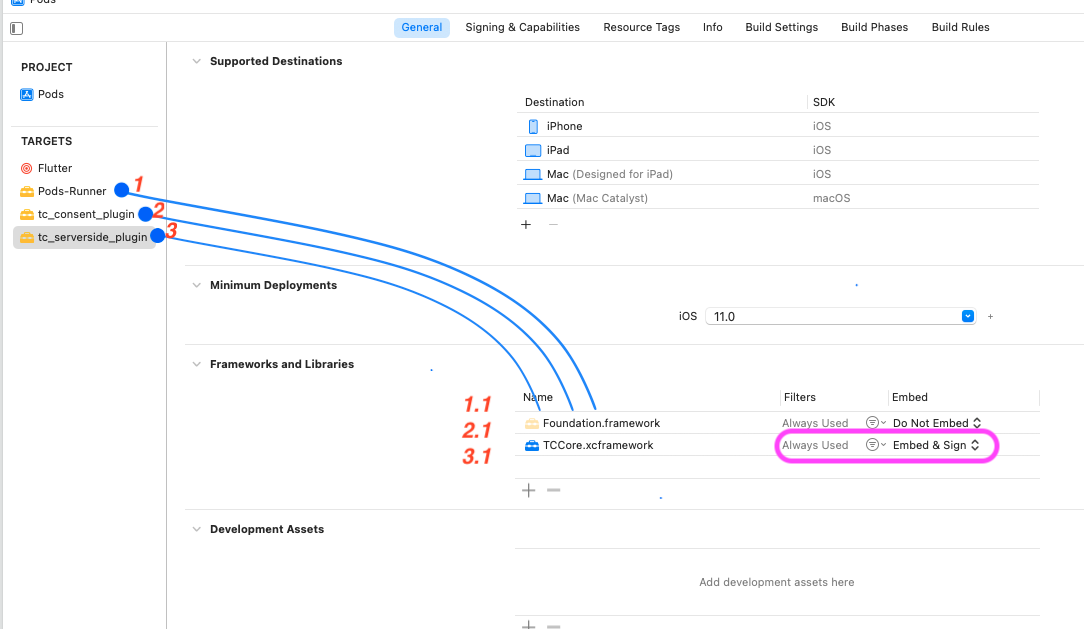 Pods
General Signing & Capabilities Resource Tags Info Build Settings Build Phases Build Rules
PROJECT
Pods
TARGETS
Flutter
Pods-Runner 1
tc_consent_plugin 2
tc_serverside_plugin 3
Supported Destinations
Destination SDK
iPhone iOS
iPad iOS
Mac (Designed for iPad) iOS
Mac (Mac Catalyst) macOS
+ −
Minimum Deployments
iOS 11.0 +
Frameworks and Libraries
Name Filters Embed
1.1
Foundation.framework Always Used Do Not Embed
2.1
TCCore.xcframework Always Used Embed & Sign
3.1
+ −
Development Assets
Add development assets here
+ −